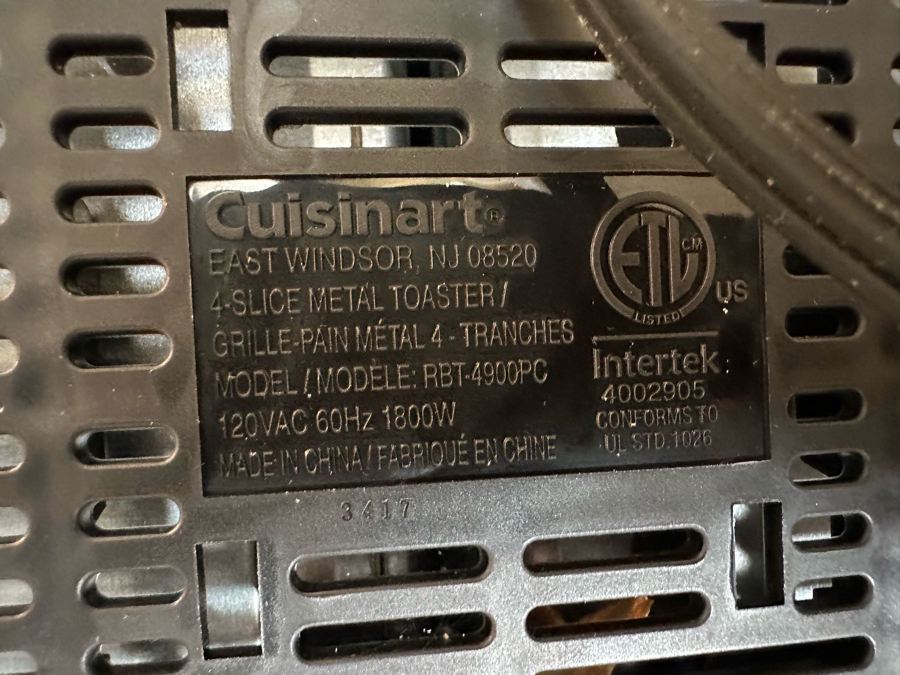 Cuisinart®
EAST WINDSOR, NJ 08520
4-SLICE METAL TOASTER /
GRILLE-PAIN MÉTAL 4 - TRANCHES
MODEL / MODÈLE: RBT-4900PC
120VAC 60Hz 1800W
MADE IN CHINA / FABRIQUÉ EN CHINE
ETL CM
US
LISTED
Intertek
4002905
CONFORMS TO
UL STD.1026
3417